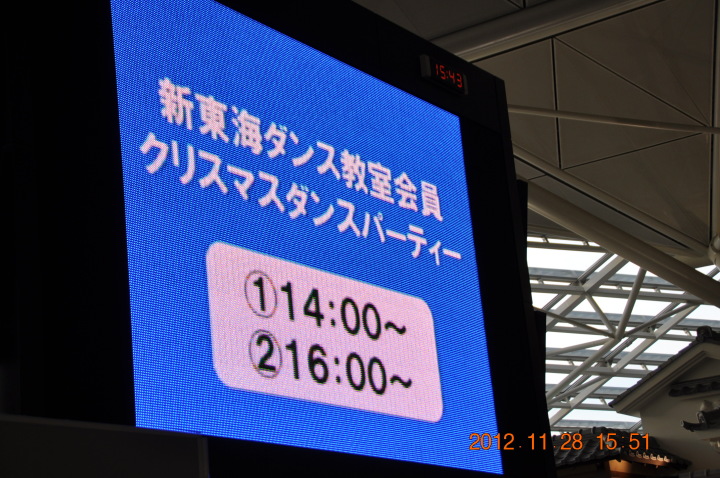 15:43
新東海ダンス教室会員
クリスマスダンスパーティー
①14:00~
②16:00~
2012 11 28 15:51